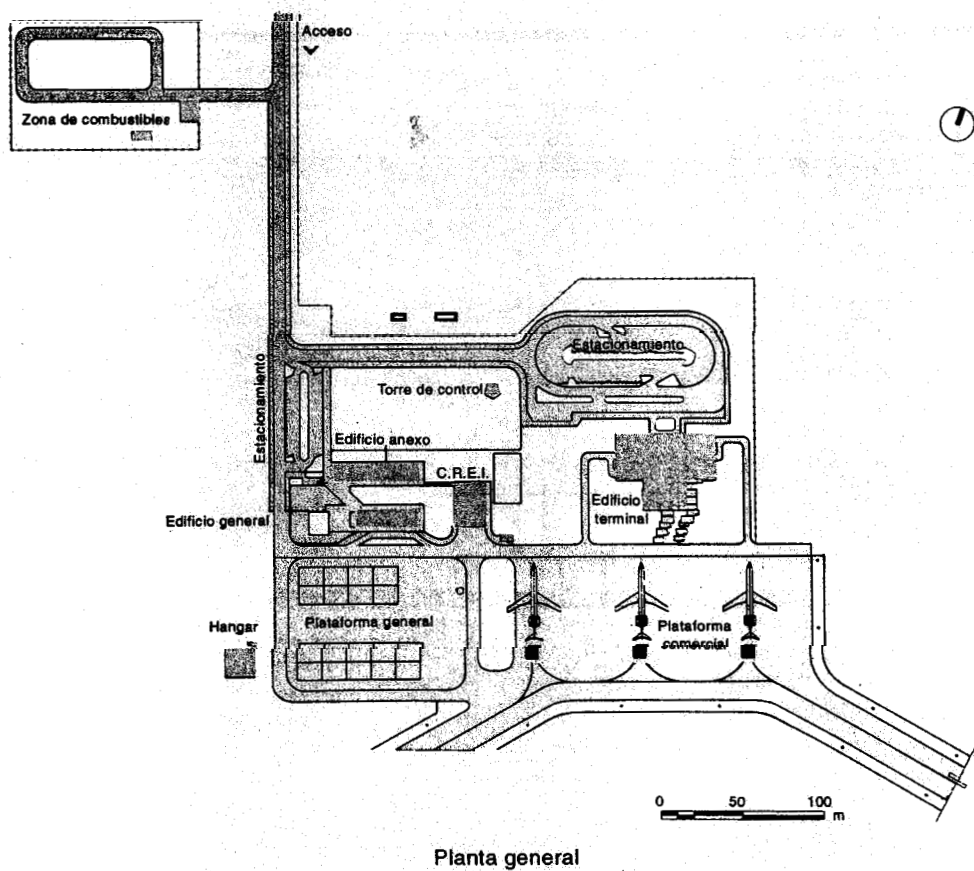 Acceso
Zona de combustibles
Estacionamiento
Estacionamiento
Torre de control
Edificio anexo
C.R.E.I.
Edificio general
Edificio
terminal
Hangar
Plataforma general
Plataforma
comercial
0 50 100
m
Planta general